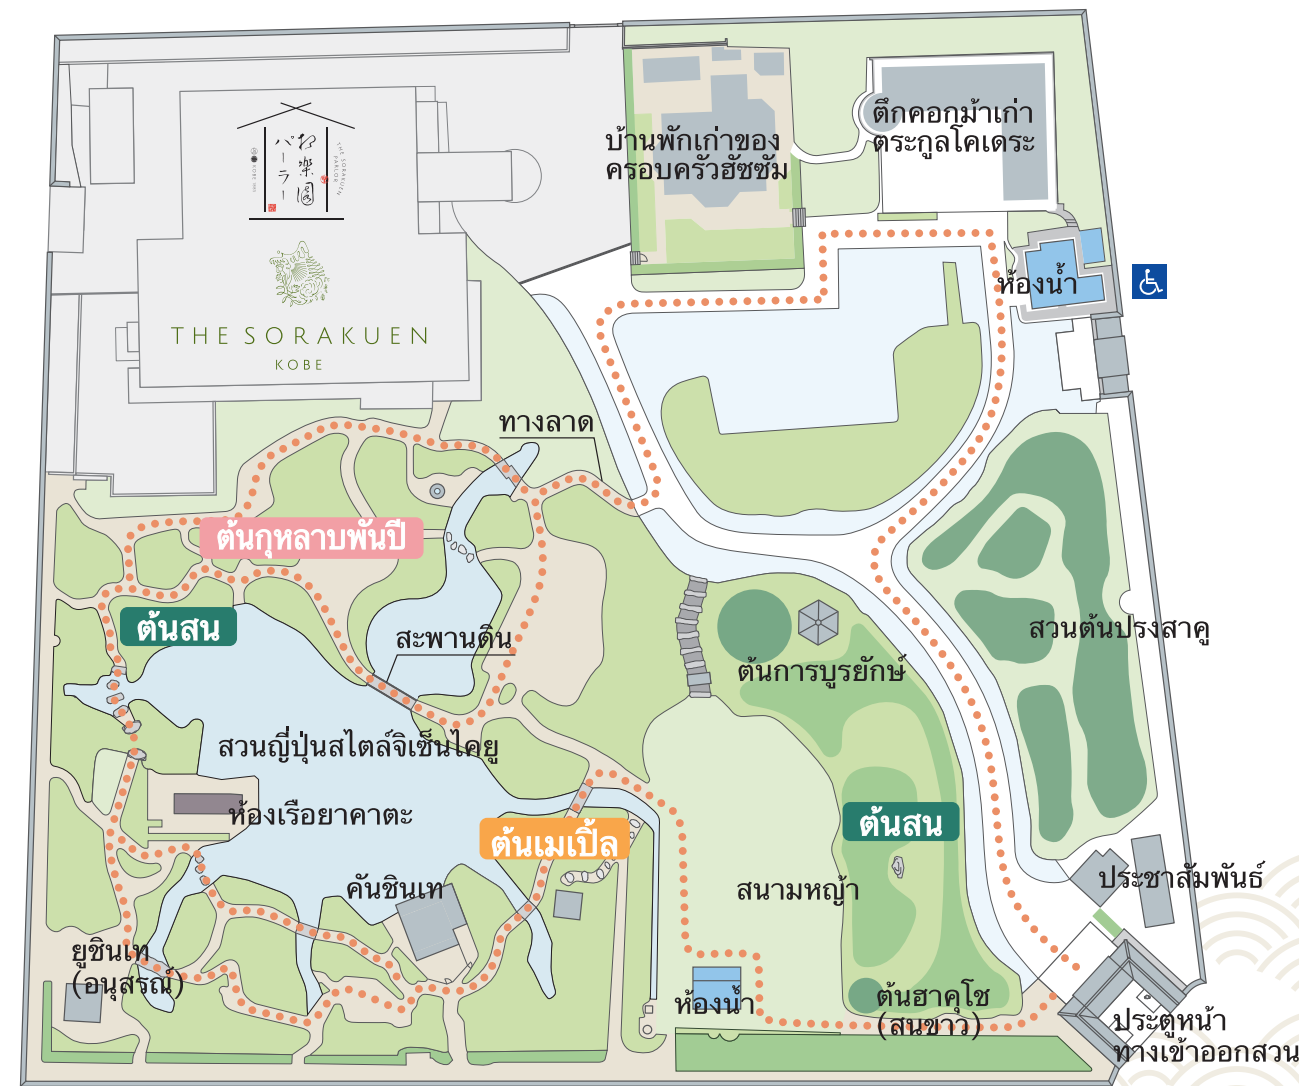 相楽園
パーラー
THE SORAKUEN
PARLOR
THE SORAKUEN
KOBE
บ้านพักเก่าของ
ครอบครัวฮัซซัม
ตึกคอกม้าเก่า
ตระกูลโคเดระ
ห้องน้ำ
ทางลาด
ต้นกุหลาบพันปี
ต้นสน
สะพานดิน
สวนต้นปรงสาคู
ต้นการบูรยักษ์
สวนญี่ปุ่นสไตล์จิเซ็นไคยู
ห้องเรือยาคาตะ
ต้นเมเปิ้ล
ต้นสน
คันชินเท
สนามหญ้า
ประชาสัมพันธ์
ยูชินเท
(อนุสรณ์)
ห้องน้ำ
ต้นฮาคุโช
(สนขาว)
ประตูหน้า
ทางเข้าออกสวน